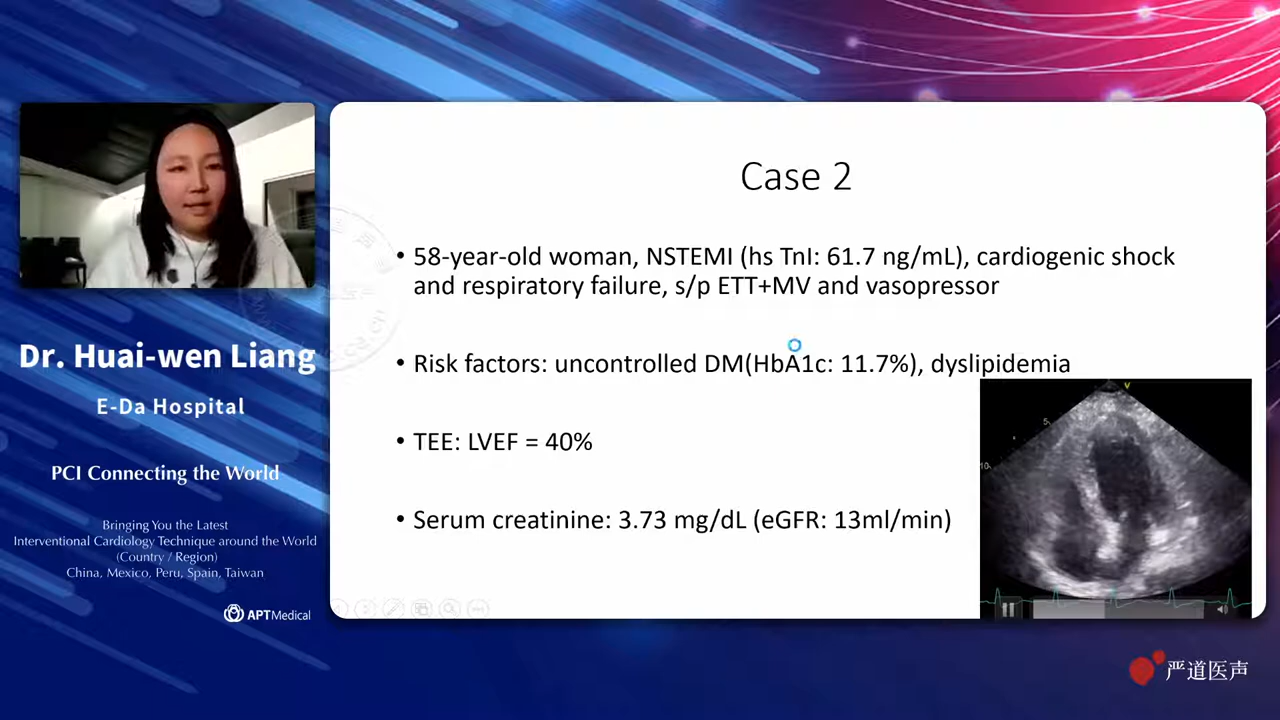 Case 2
• 58-year-old woman, NSTEMI (hs TnI: 61.7 ng/mL), cardiogenic shock
and respiratory failure, s/p ETT+MV and vasopressor
• Risk factors: uncontrolled DM(HbA1c: 11.7%), dyslipidemia
• TEE: LVEF = 40%
• Serum creatinine: 3.73 mg/dL (eGFR: 13ml/min)
V
5
10
Dr. Huai-wen Liang
E-Da Hospital
PCI Connecting the World
Bringing You the Latest
Interventional Cardiology Technique around the World
(Country / Region)
China, Mexico, Peru, Spain, Taiwan
APTMedical
严道医声